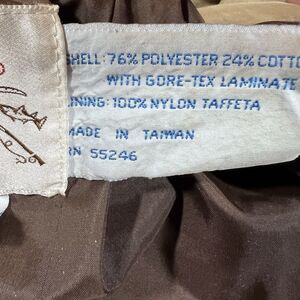 SHELL: 76% POLYESTER 24% COTTO
WITH GORE-TEX LAMINATE
INING: 100% NYLON TAFFETA
MADE IN TAIWAN
RN 55246